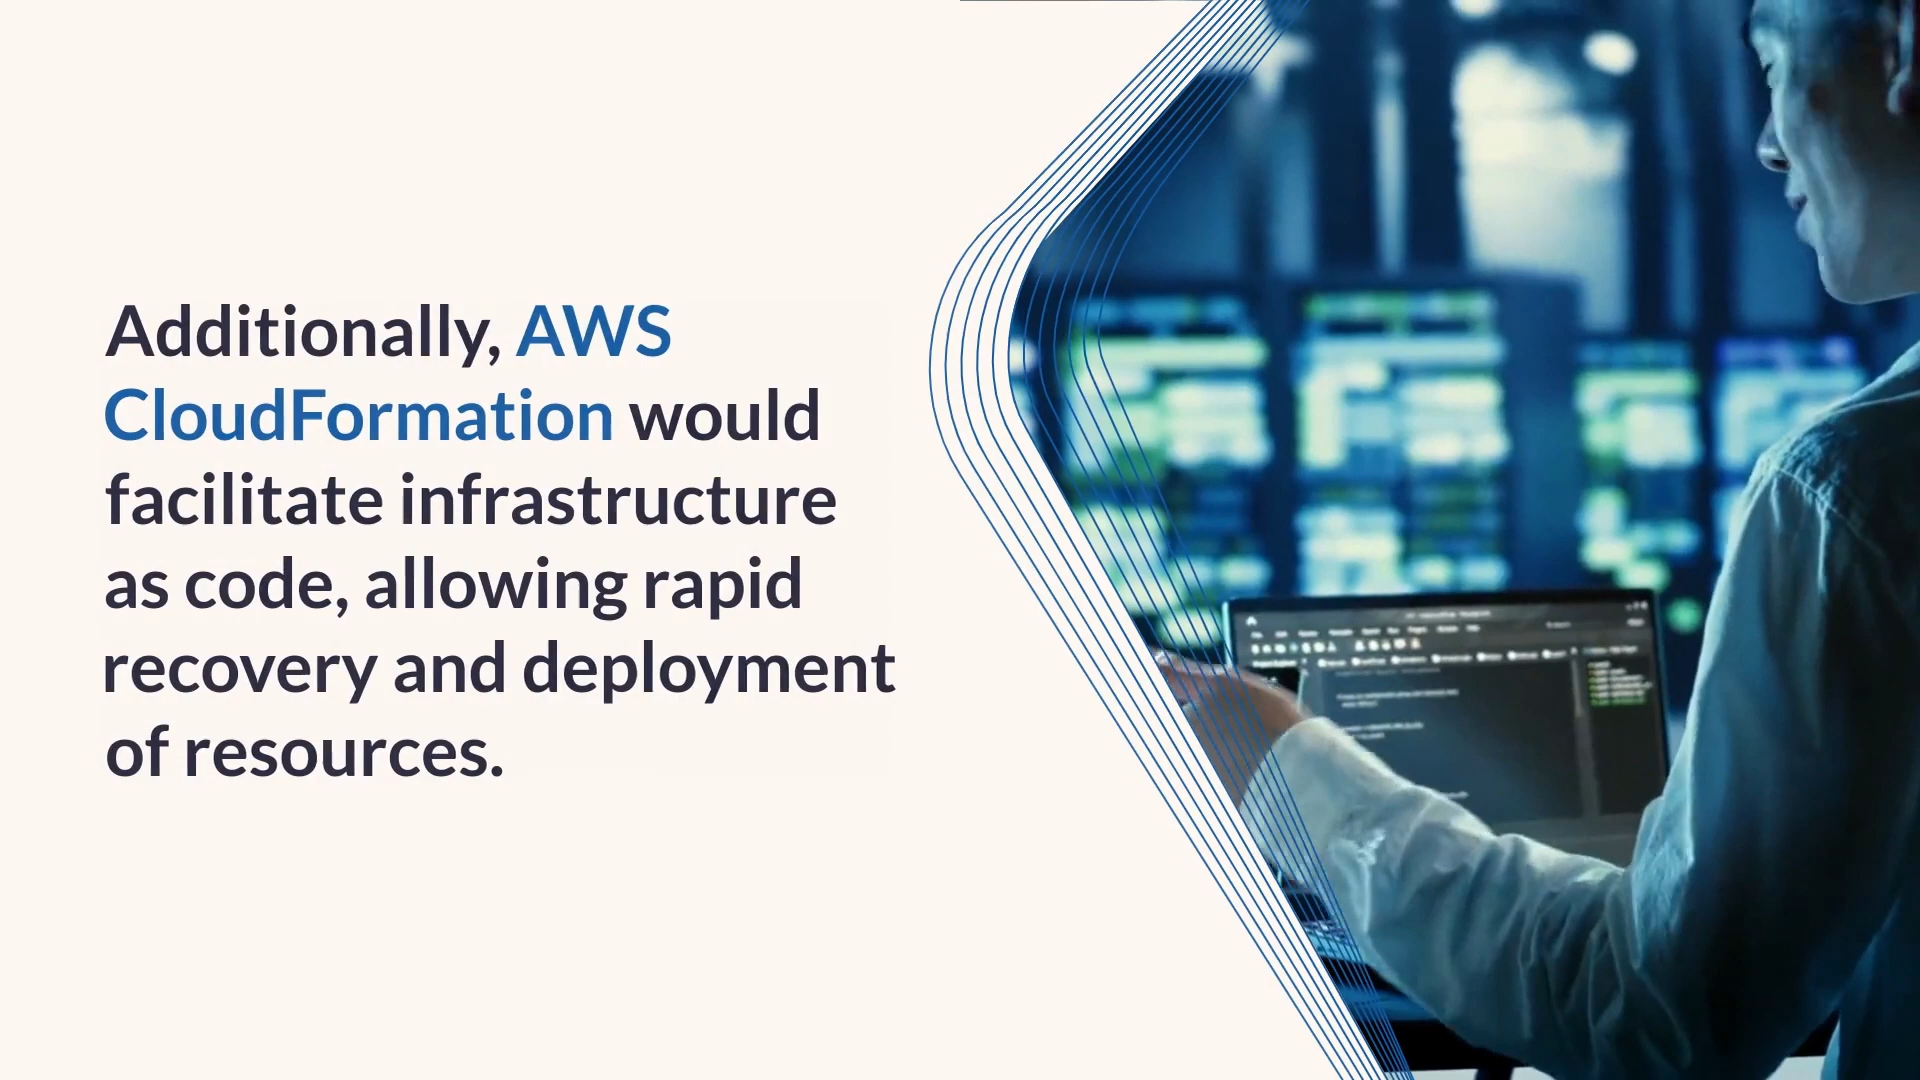 Additionally, AWS
CloudFormation would
facilitate infrastructure
as code, allowing rapid
recovery and deployment
of resources.